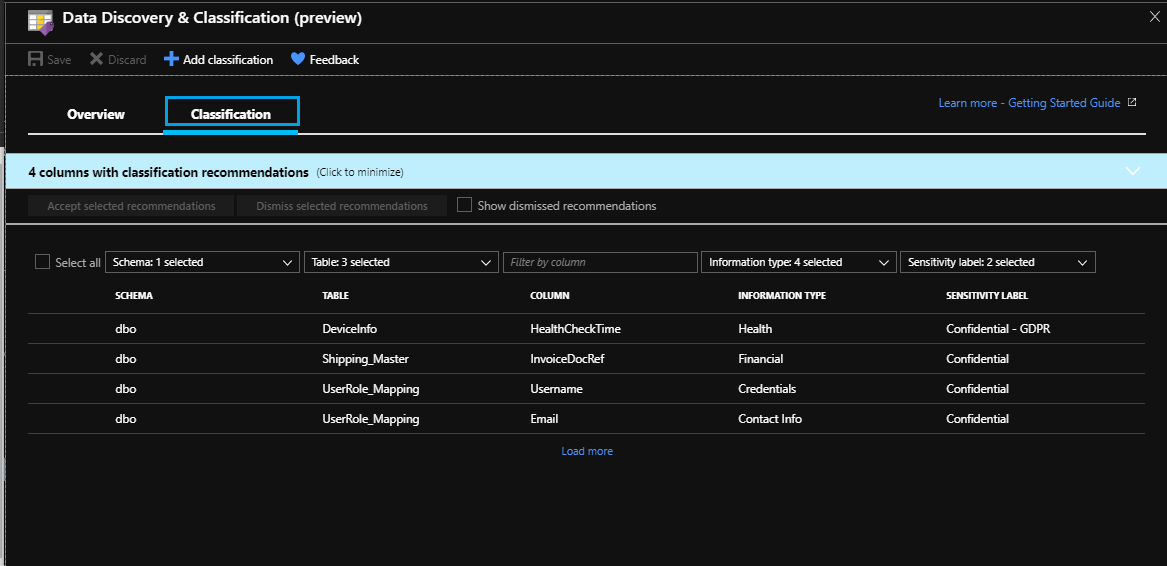 Data Discovery & Classification (preview)
Save Discard Add classification Feedback
Overview Classification Learn more - Getting Started Guide
4 columns with classification recommendations (Click to minimize)
Accept selected recommendations Dismiss selected recommendations Show dismissed recommendations
Select all Schema: 1 selected Table: 3 selected Filter by column Information type: 4 selected Sensitivity label: 2 selected
SCHEMA TABLE COLUMN INFORMATION TYPE SENSITIVITY LABEL
dbo DeviceInfo HealthCheckTime Health Confidential - GDPR
dbo Shipping_Master InvoiceDocRef Financial Confidential
dbo UserRole_Mapping Username Credentials Confidential
dbo UserRole_Mapping Email Contact Info Confidential
Load more